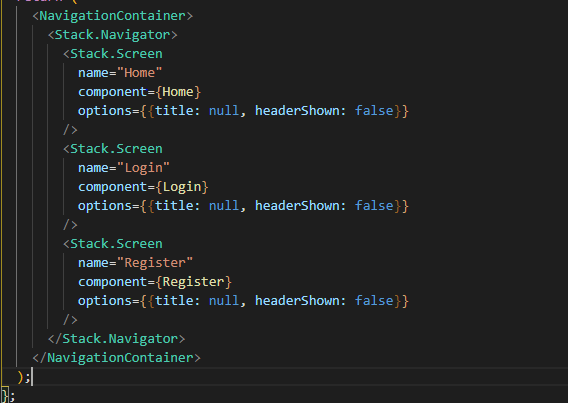 return (
<NavigationContainer>
<Stack.Navigator>
<Stack.Screen
name="Home"
component={Home}
options={{title: null, headerShown: false}}
/>
<Stack.Screen
name="Login"
component={Login}
options={{title: null, headerShown: false}}
/>
<Stack.Screen
name="Register"
component={Register}
options={{title: null, headerShown: false}}
/>
</Stack.Navigator>
</NavigationContainer>
);
};